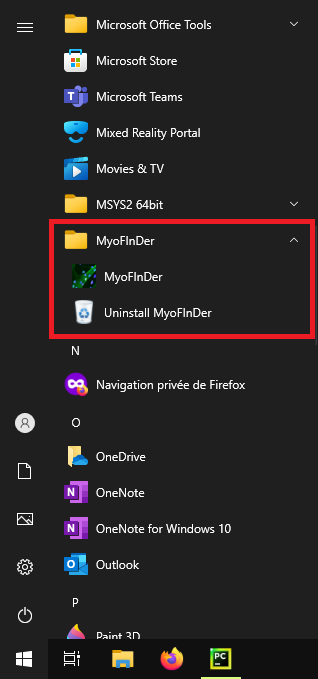 Microsoft Office Tools
Microsoft Store
Microsoft Teams
Mixed Reality Portal
Movies & TV
MSYS2 64bit
MyoFInDer
MyoFInDer
Uninstall MyoFInDer
N
Navigation privée de Firefox
O
OneDrive
OneNote
OneNote for Windows 10
Outlook
P
Paint 3D
PC